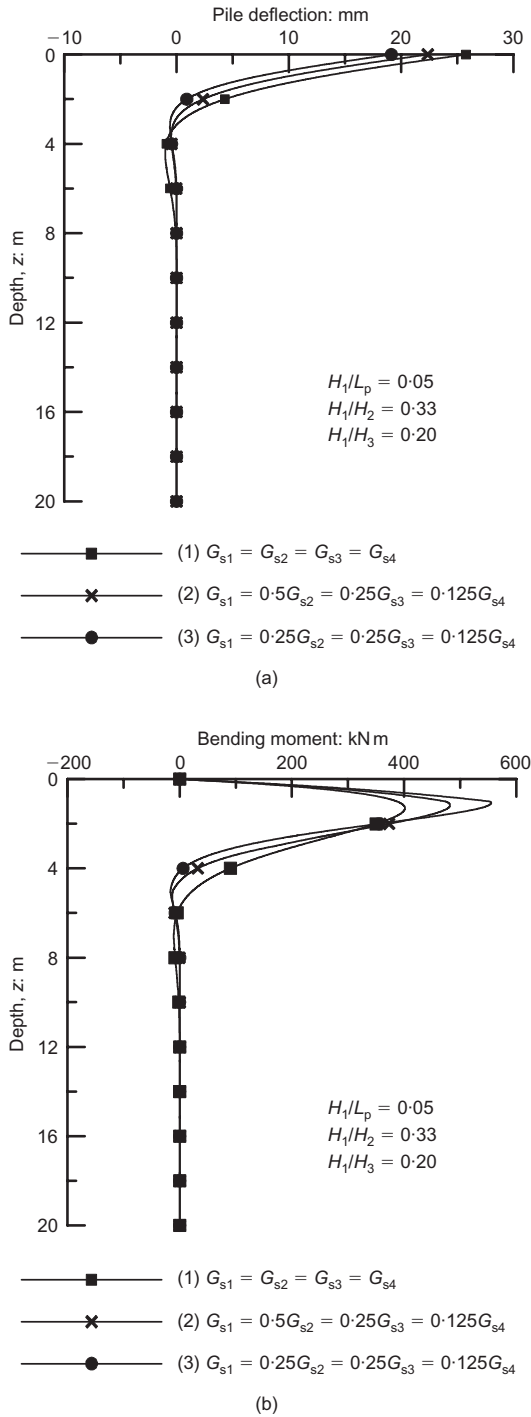 Pile deflection: mm
−10 0 10 20 30
0
4
8
12
16
20
Depth, z: m
H1/Lp = 0·05
H1/H2 = 0·33
H1/H3 = 0·20
(1) Gs1 = Gs2 = Gs3 = Gs4
(2) Gs1 = 0·5Gs2 = 0·25Gs3 = 0·125Gs4
(3) Gs1 = 0·25Gs2 = 0·25Gs3 = 0·125Gs4
(a)
Bending moment: kN m
−200 0 200 400 600
0
4
8
12
16
20
Depth, z: m
H1/Lp = 0·05
H1/H2 = 0·33
H1/H3 = 0·20
(1) Gs1 = Gs2 = Gs3 = Gs4
(2) Gs1 = 0·5Gs2 = 0·25Gs3 = 0·125Gs4
(3) Gs1 = 0·25Gs2 = 0·25Gs3 = 0·125Gs4
(b)